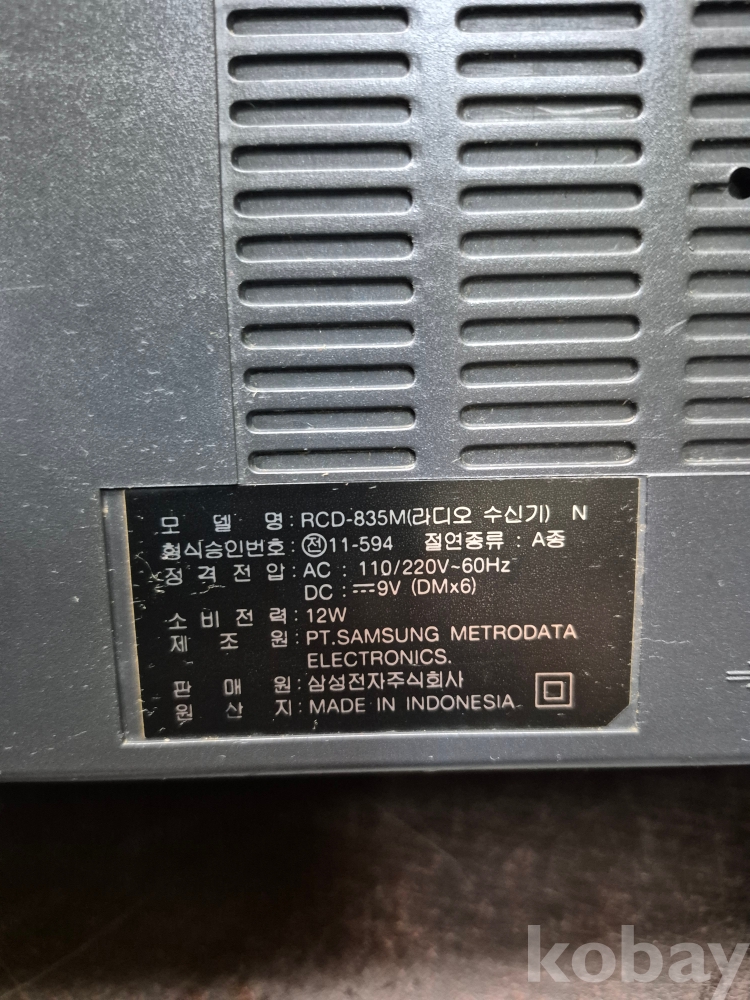 모 델 명 : RCD-835M(라디오 수신기) N
형식승인번호 : 전11-594 절연종류 : A종
정 격 전 압 : AC : 110/220V~60Hz
DC : ⎓9V (DMx6)
소 비 전 력 : 12W
제 조 원 : PT.SAMSUNG METRODATA
ELECTRONICS.
판 매 원 : 삼성전자주식회사
원 산 지 : MADE IN INDONESIA
kobay